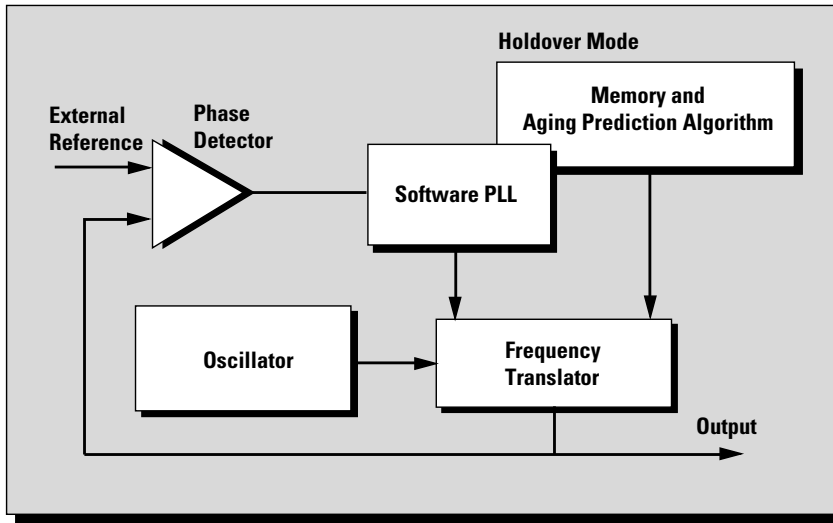 Holdover Mode
Memory and
Aging Prediction Algorithm
External
Reference
Phase
Detector
Software PLL
Oscillator
Frequency
Translator
Output